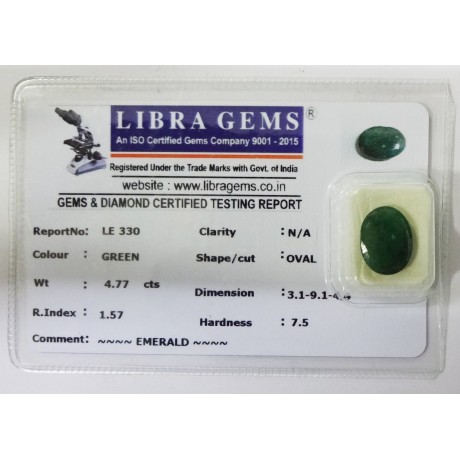 LIBRA GEMS ®
An ISO Certified Gems Company 9001 - 2015
Registered Under the Trade Marks with Govt. of India
website : www.libragems.co.in
GEMS & DIAMOND CERTIFIED TESTING REPORT
ReportNo: LE 330 Clarity : N/A
Colour : GREEN Shape/cut : OVAL
Wt : 4.77 cts Dimension :
R.Index : 1.57 Hardness : 7.5
Comment: ~~~~ EMERALD ~~~~